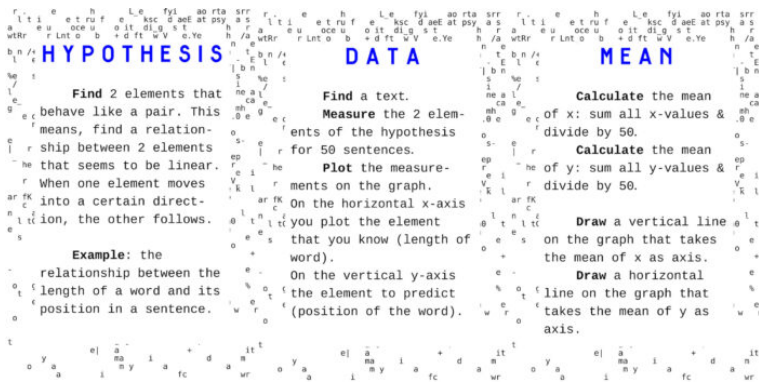 HYPOTHESIS
Find 2 elements that
behave like a pair. This
means, find a relation-
ship between 2 elements
that seems to be linear.
When one element moves
into a certain direct-
ion, the other follows.
Example: the
relationship between the
length of a word and its
position in a sentence.
DATA
Find a text.
Measure the 2 elem-
ents of the hypothesis
for 50 sentences.
Plot the measure-
ments on the graph.
On the horizontal x-axis
you plot the element
that you know (length of
word).
On the vertical y-axis
the element to predict
(position of the word).
MEAN
Calculate the mean
of x: sum all x-values &
divide by 50.
Calculate the mean
of y: sum all y-values &
divide by 50.
Draw a vertical line
on the graph that takes
the mean of x as axis.
Draw a horizontal
line on the graph that
takes the mean of y as
axis.